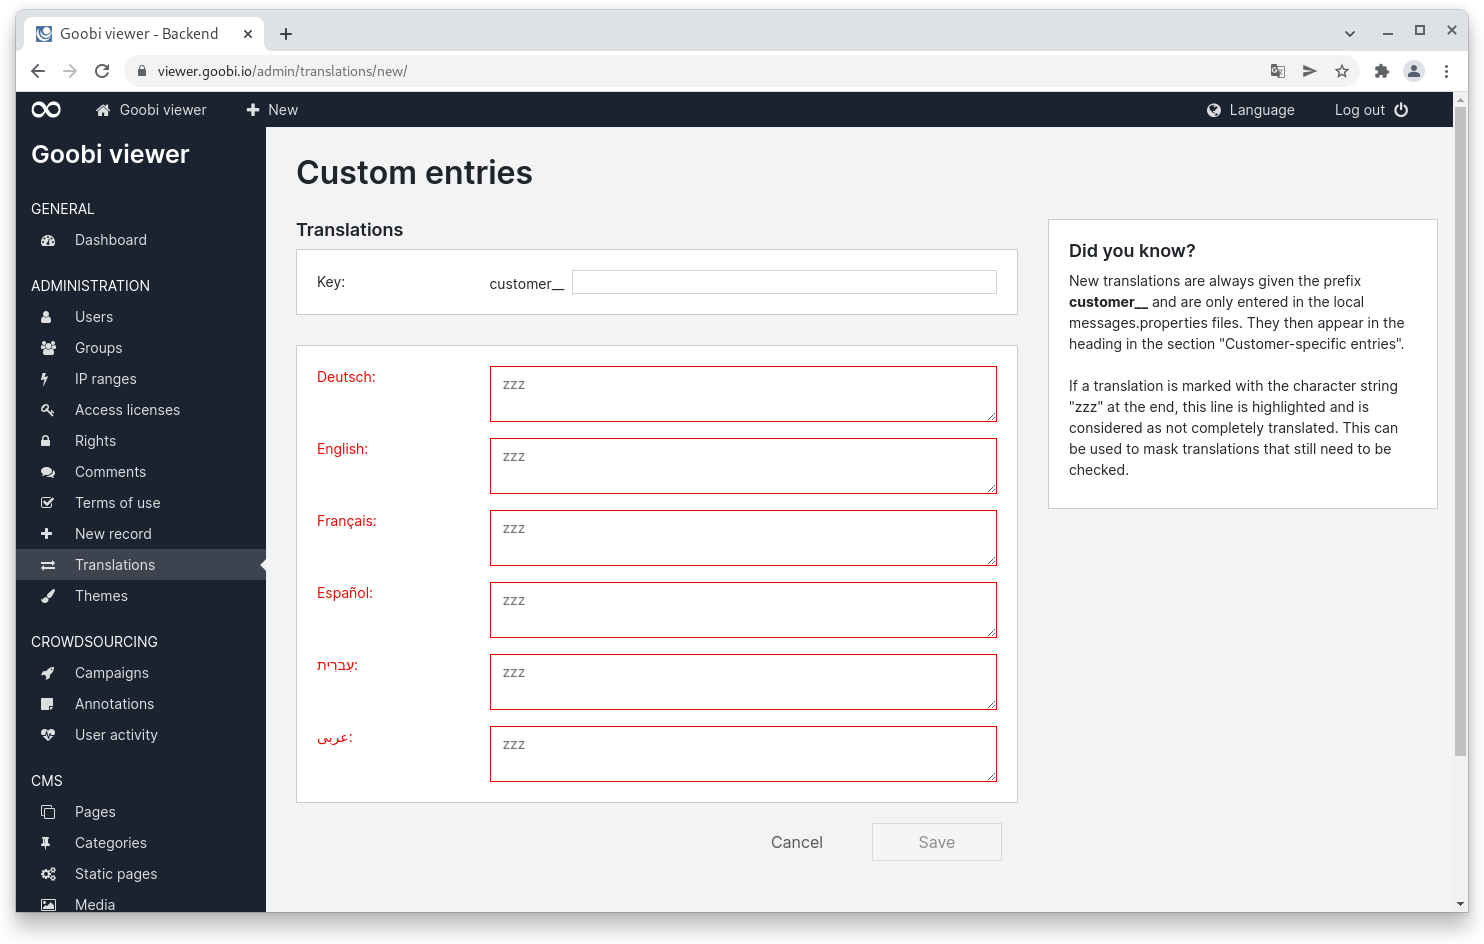 Goobi viewer - Backend
viewer.goobi.io/admin/translations/new/
Goobi viewer
New
Language
Log out
Goobi viewer
GENERAL
Dashboard
ADMINISTRATION
Users
Groups
IP ranges
Access licenses
Rights
Comments
Terms of use
New record
Translations
Themes
CROWDSOURCING
Campaigns
Annotations
User activity
CMS
Pages
Categories
Static pages
Media
Custom entries
Translations
Key:
customer__
Deutsch:
zzz
English:
zzz
Français:
zzz
Español:
zzz
עִברִית:
zzz
عربى:
zzz
Cancel
Save
Did you know?
New translations are always given the prefix
customer__ and are only entered in the local
messages.properties files. They then appear in the
heading in the section "Customer-specific entries".
If a translation is marked with the character string
"zzz" at the end, this line is highlighted and is
considered as not completely translated. This can
be used to mask translations that still need to be
checked.